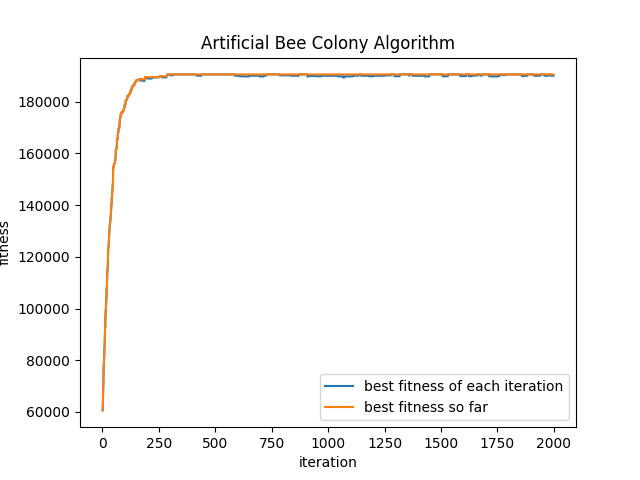 Artificial Bee Colony Algorithm
180000
160000
140000
120000
100000
80000
60000
fitness
0 250 500 750 1000 1250 1500 1750 2000
iteration
best fitness of each iteration
best fitness so far